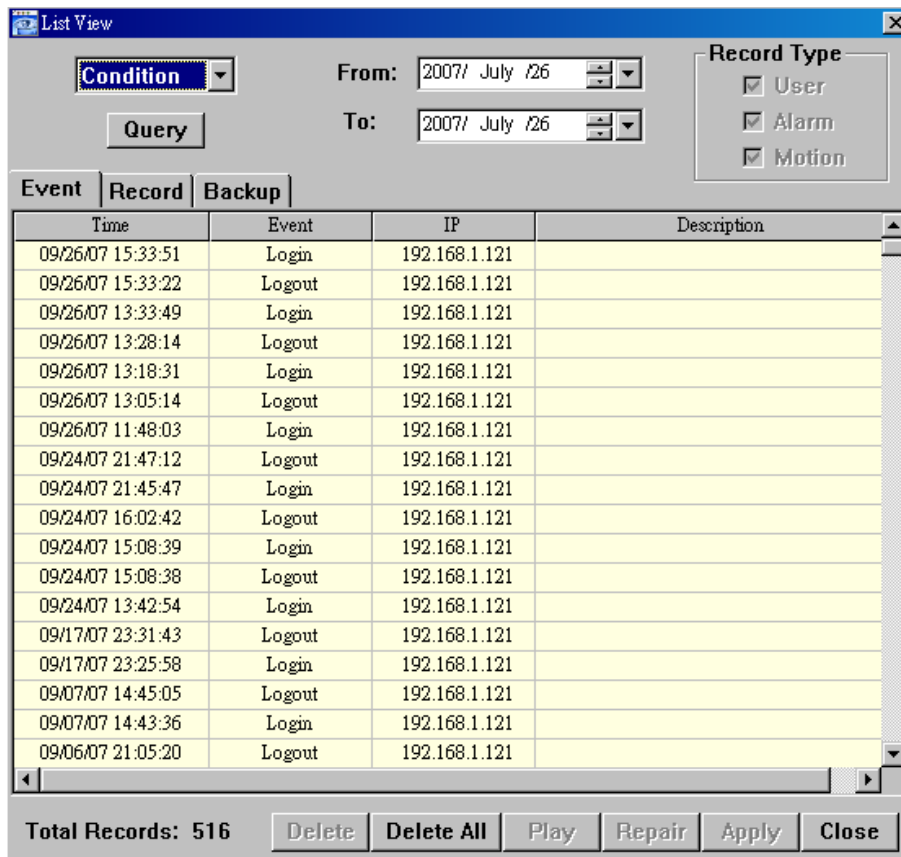 List View
Condition
From: 2007/ July /26
Record Type
User
Query
To: 2007/ July /26
Alarm
Motion
Event Record Backup
Time Event IP Description
09/26/07 15:33:51 Login 192.168.1.121
09/26/07 15:33:22 Logout 192.168.1.121
09/26/07 13:33:49 Login 192.168.1.121
09/26/07 13:28:14 Logout 192.168.1.121
09/26/07 13:18:31 Login 192.168.1.121
09/26/07 13:05:14 Logout 192.168.1.121
09/26/07 11:48:03 Login 192.168.1.121
09/24/07 21:47:12 Logout 192.168.1.121
09/24/07 21:45:47 Login 192.168.1.121
09/24/07 16:02:42 Logout 192.168.1.121
09/24/07 15:08:39 Login 192.168.1.121
09/24/07 15:08:38 Logout 192.168.1.121
09/24/07 13:42:54 Login 192.168.1.121
09/17/07 23:31:43 Logout 192.168.1.121
09/17/07 23:25:58 Login 192.168.1.121
09/07/07 14:45:05 Logout 192.168.1.121
09/07/07 14:43:36 Login 192.168.1.121
09/06/07 21:05:20 Logout 192.168.1.121
Total Records: 516 Delete Delete All Play Repair Apply Close